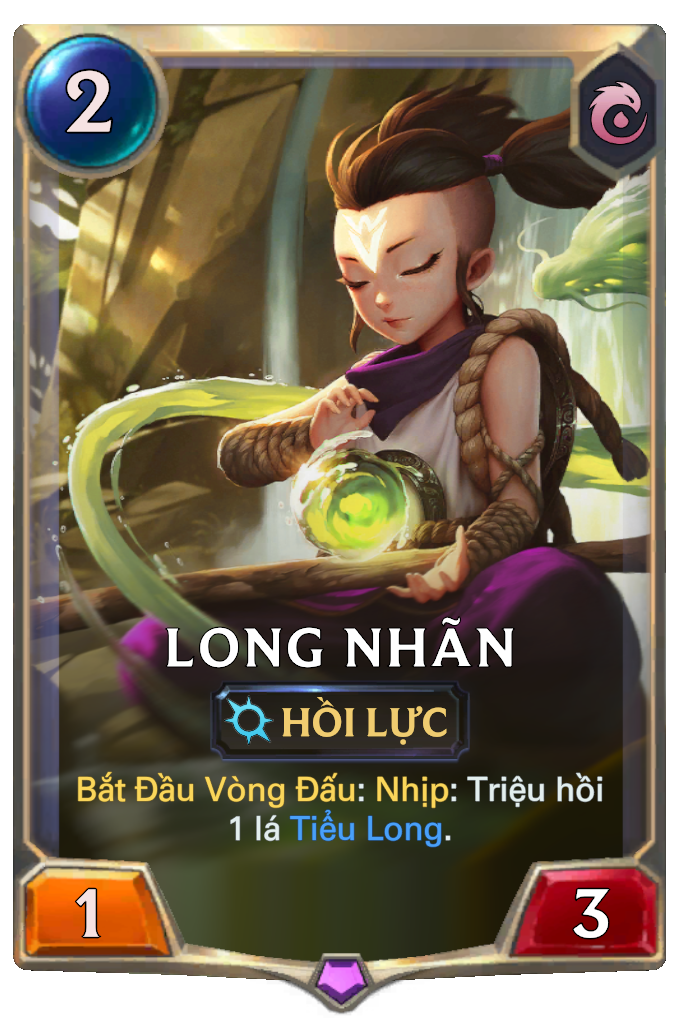 2
LONG NHÃN
HỒI LỰC
Bắt Đầu Vòng Đấu: Nhịp: Triệu hồi
1 lá Tiểu Long.
1
3